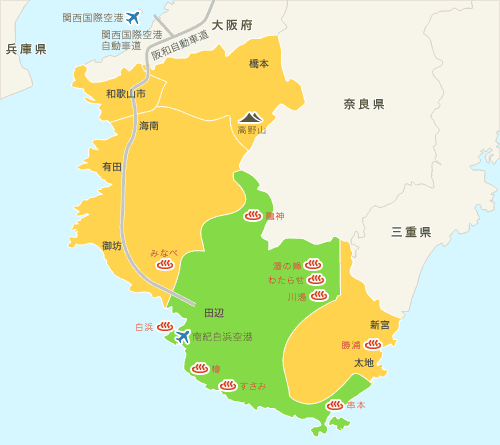 関西国際空港
大阪府
関西国際空港
自動車道
兵庫県
阪和自動車道
橋本
和歌山市
奈良県
海南
高野山
有田
龍神
三重県
御坊
みなべ
湯の峰
わたらせ
川湯
田辺
新宮
白浜
南紀白浜空港
勝浦
太地
椿
すさみ
串本